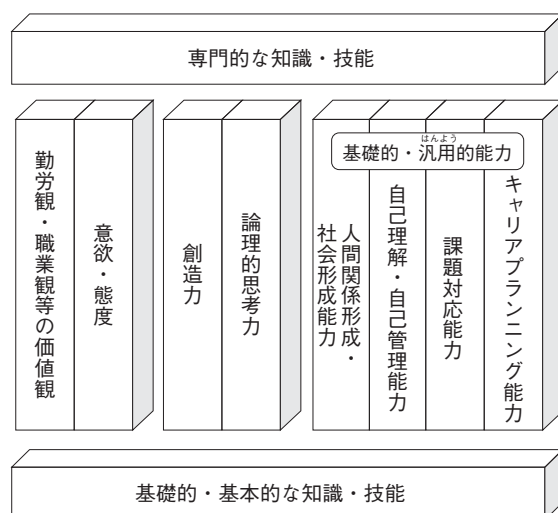 専門的な知識・技能
勤労観・職業観等の価値観
意欲・態度
創造力
論理的思考力
はんよう
基礎的・汎用的能力
人間関係形成・
社会形成能力
自己理解・自己管理能力
課題対応能力
キャリアプランニング能力
基礎的・基本的な知識・技能